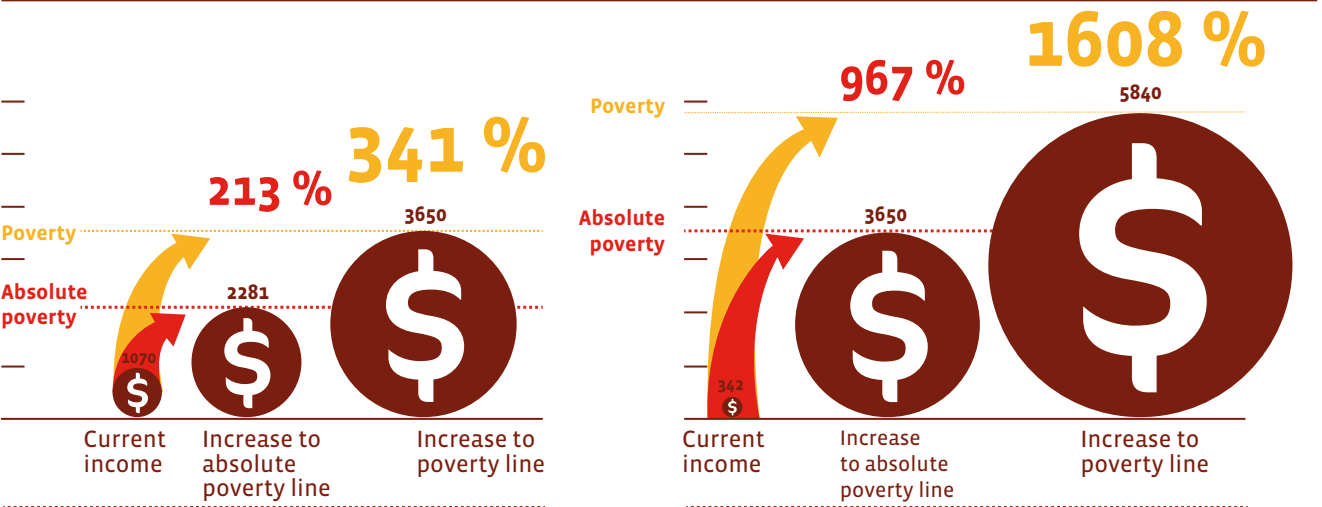 341 %
213 %
3650
Poverty
2281
Absolute
poverty
1070
$
$
$
Current
income
Increase to
absolute
poverty line
Increase to
poverty line
1608 %
967 %
5840
Poverty
3650
Absolute
poverty
342
$
$
$
Current
income
Increase
to absolute
poverty line
Increase to
poverty line